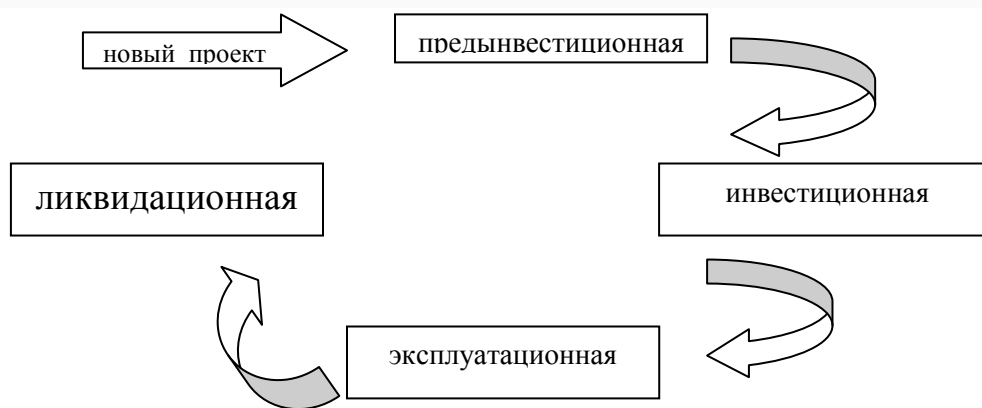 новый проект
предынвестиционная
ликвидационная
инвестиционная
эксплуатационная